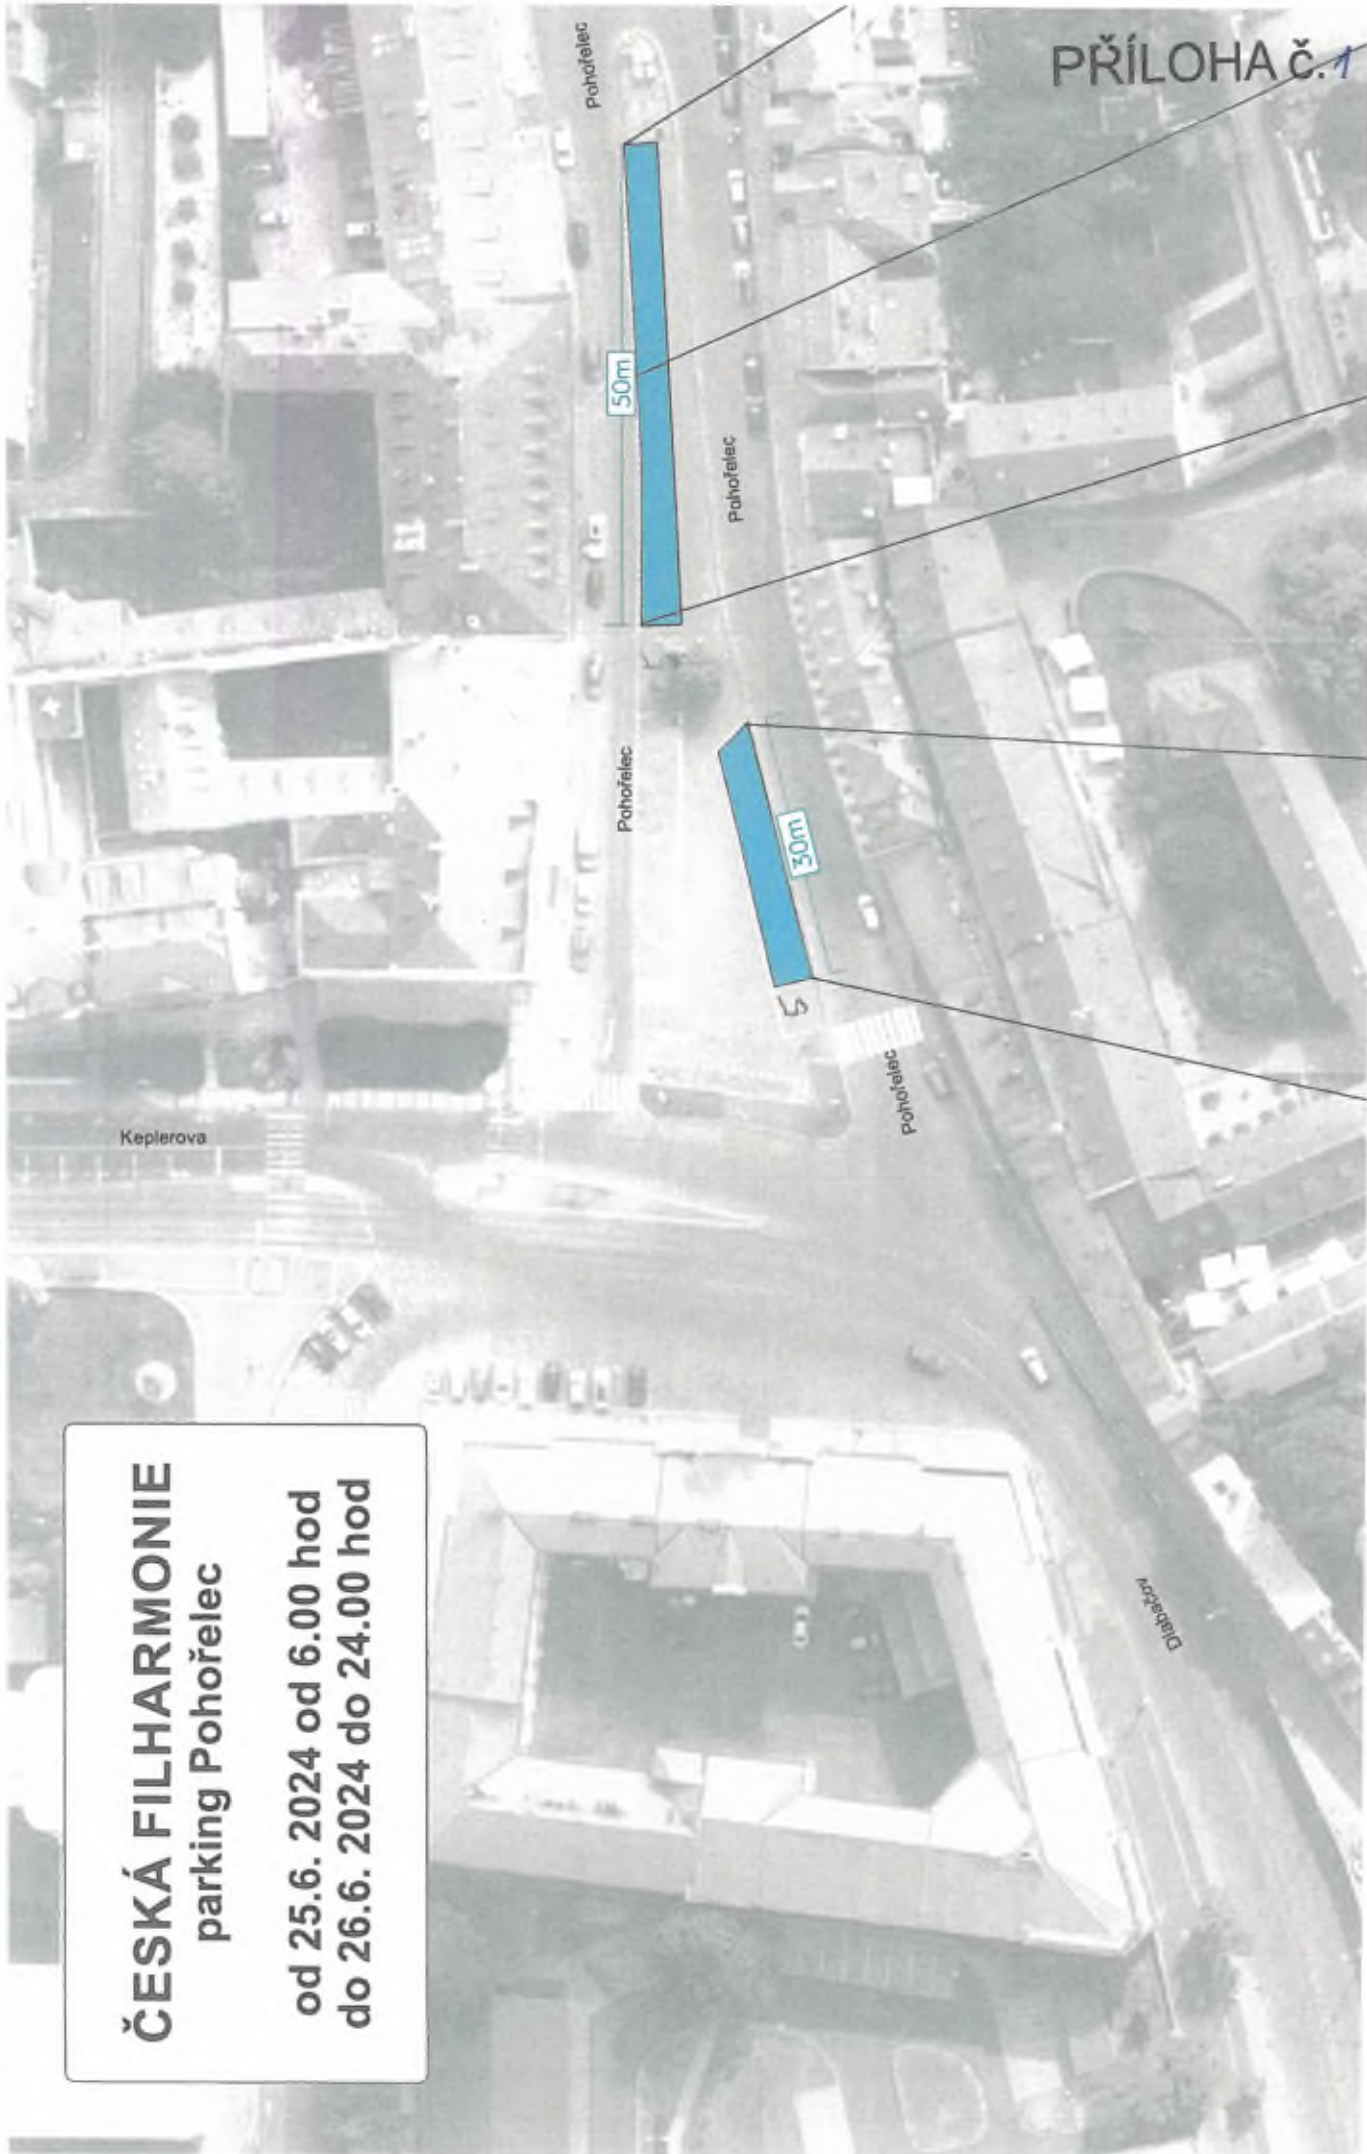 PŘÍLOHA č. 1
ČESKÁ FILHARMONIE
parking Pohořelec
od 25.6. 2024 od 6.00 hod
do 26.6. 2024 do 24.00 hod
Pohořelec
50m
Pohořelec
Pohořelec
30m
Pohořelec
Keplerova
Dlabačov